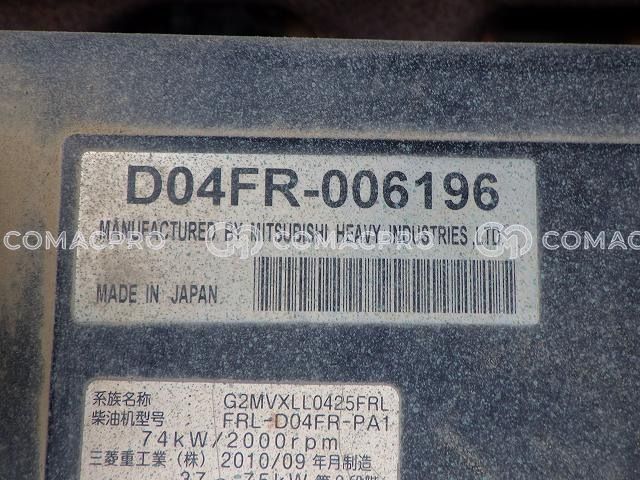 D04FR-006196
MANUFACTURED BY MITSUBISHI HEAVY INDUSTRIES ,LTD.
COMACPRO COMACPRO COMACPRO
MADE IN JAPAN
系族名称 G2MVXLL0425FRL
柴油机型号 FRL-D04FR-PA1
74kW/2000rpm
三菱重工業（株） 2010/09 年月制造